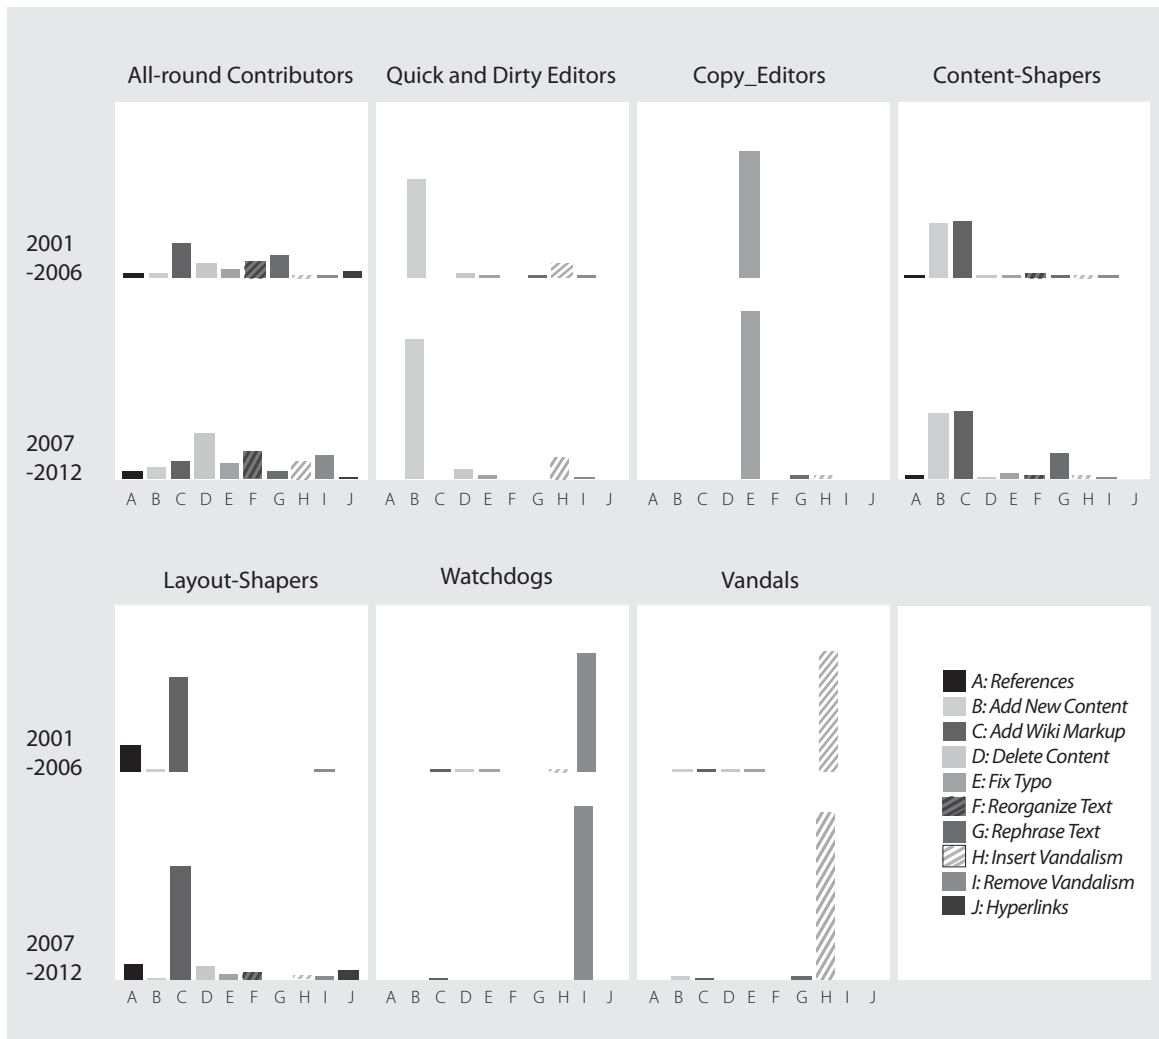 All-round Contributors Quick and Dirty Editors Copy_Editors Content-Shapers
2001
-2006
2007
-2012
A B C D E F G H I J A B C D E F G H I J A B C D E F G H I J A B C D E F G H I J
Layout-Shapers Watchdogs Vandals
2001
-2006
2007
-2012
A B C D E F G H I J A B C D E F G H I J A B C D E F G H I J
A: References
B: Add New Content
C: Add Wiki Markup
D: Delete Content
E: Fix Typo
F: Reorganize Text
G: Rephrase Text
H: Insert Vandalism
I: Remove Vandalism
J: Hyperlinks